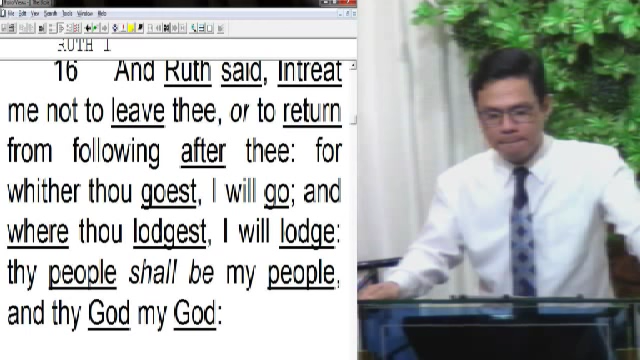 RUTH 1
16 And Ruth said, Intreat
me not to leave thee, or to return
from following after thee: for
whither thou goest, I will go; and
where thou lodgest, I will lodge:
thy people shall be my people,
and thy God my God: